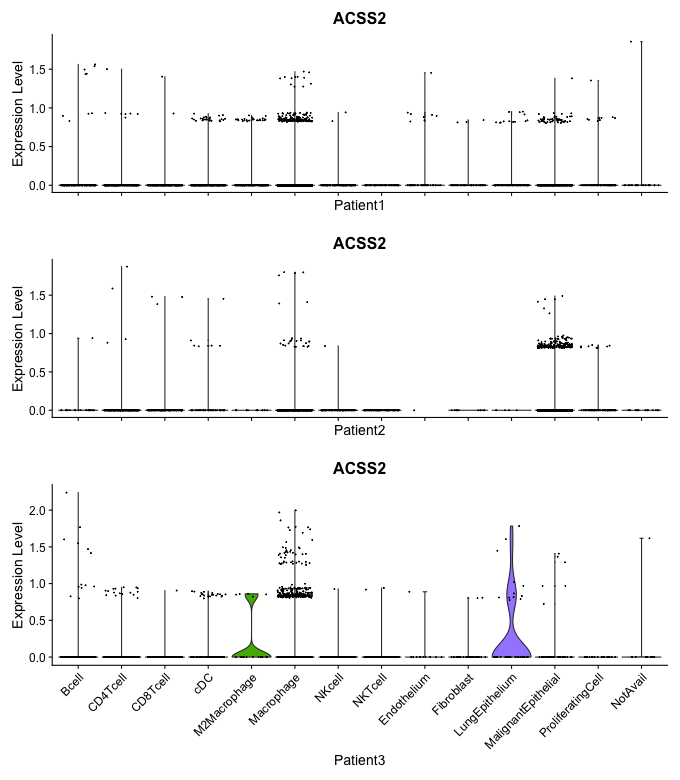 ACSS2
Expression Level
1.5
1.0
0.5
0.0
Patient1
ACSS2
Expression Level
1.5
1.0
0.5
0.0
Patient2
ACSS2
Expression Level
2.0
1.5
1.0
0.5
0.0
Bcell
CD4Tcell
CD8Tcell
cDC
M2Macrophage
Macrophage
NKcell
NKTcell
Endothelium
Fibroblast
LungEpithelium
MalignantEpithelial
ProliferatingCell
NotAvail
Patient3